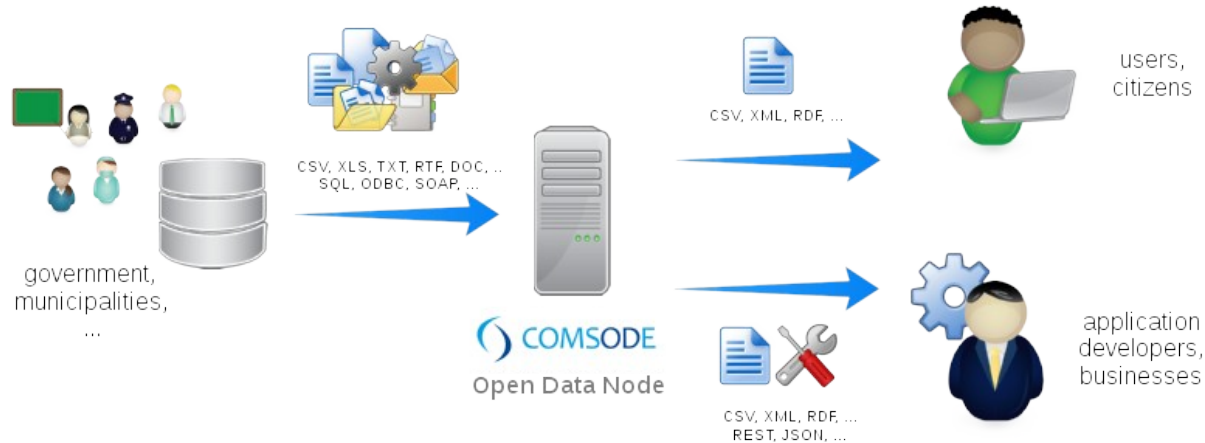 government,
municipalities,
...
CSV, XLS, TXT, RTF, DOC, ..
SQL, ODBC, SOAP, ...
COMSODE
Open Data Node
CSV, XML, RDF, ...
users,
citizens
CSV, XML, RDF, ...
REST, JSON, ...
application
developers,
businesses